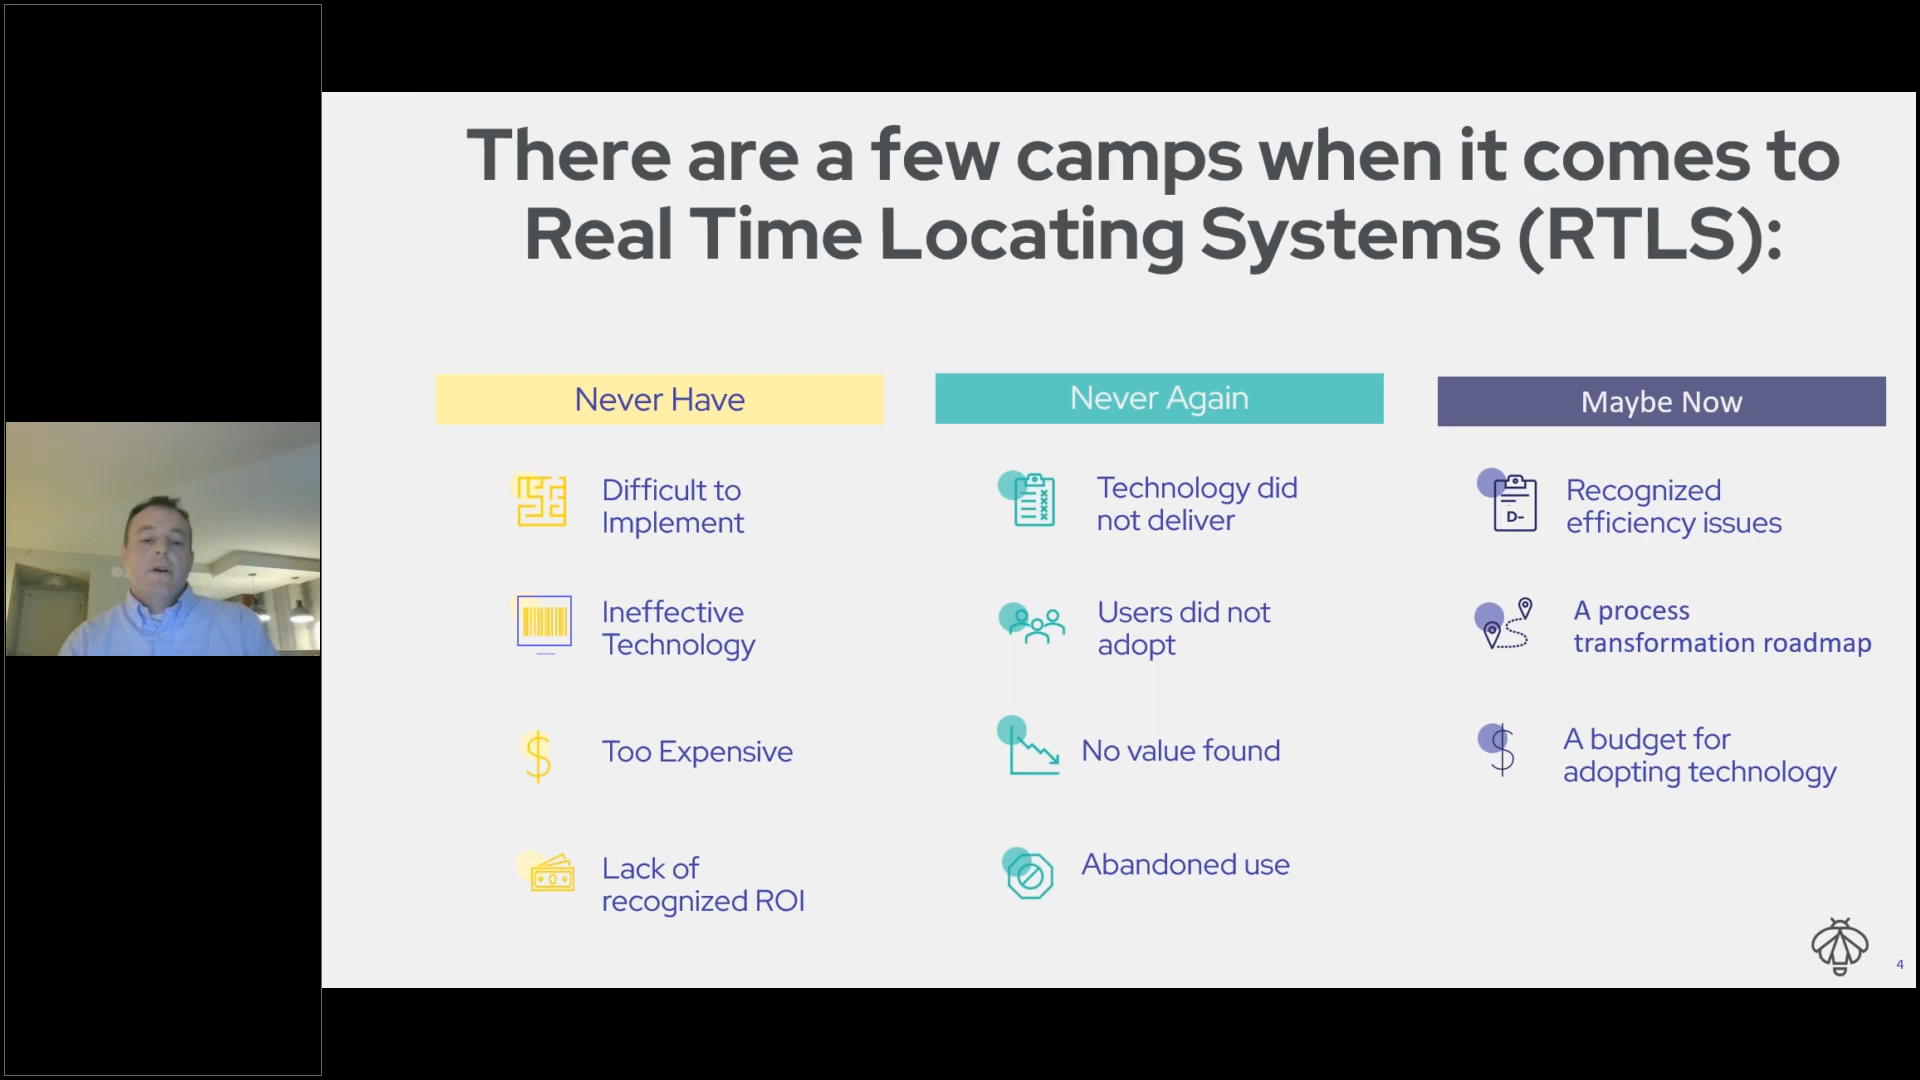 There are a few camps when it comes to
Real Time Locating Systems (RTLS):
Never Have
Difficult to
Implement
Ineffective
Technology
Too Expensive
Lack of
recognized ROI
Never Again
Technology did
not deliver
Users did not
adopt
No value found
Abandoned use
Maybe Now
D-
Recognized
efficiency issues
A process
transformation roadmap
A budget for
adopting technology
4